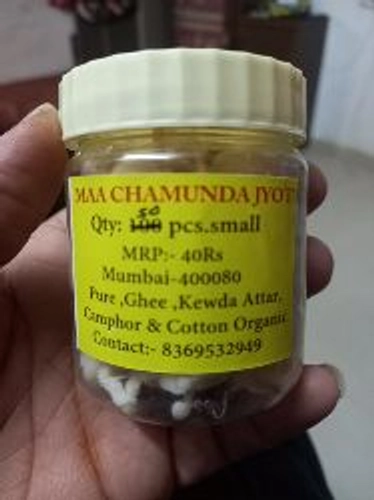 MAA CHAMUNDA JYOT
50
Qty: 100 pcs.small
MRP:- 40Rs
Mumbai-400080
Pure ,Ghee ,Kewda Attar,
Camphor & Cotton Organic
Contact:- 8369532949